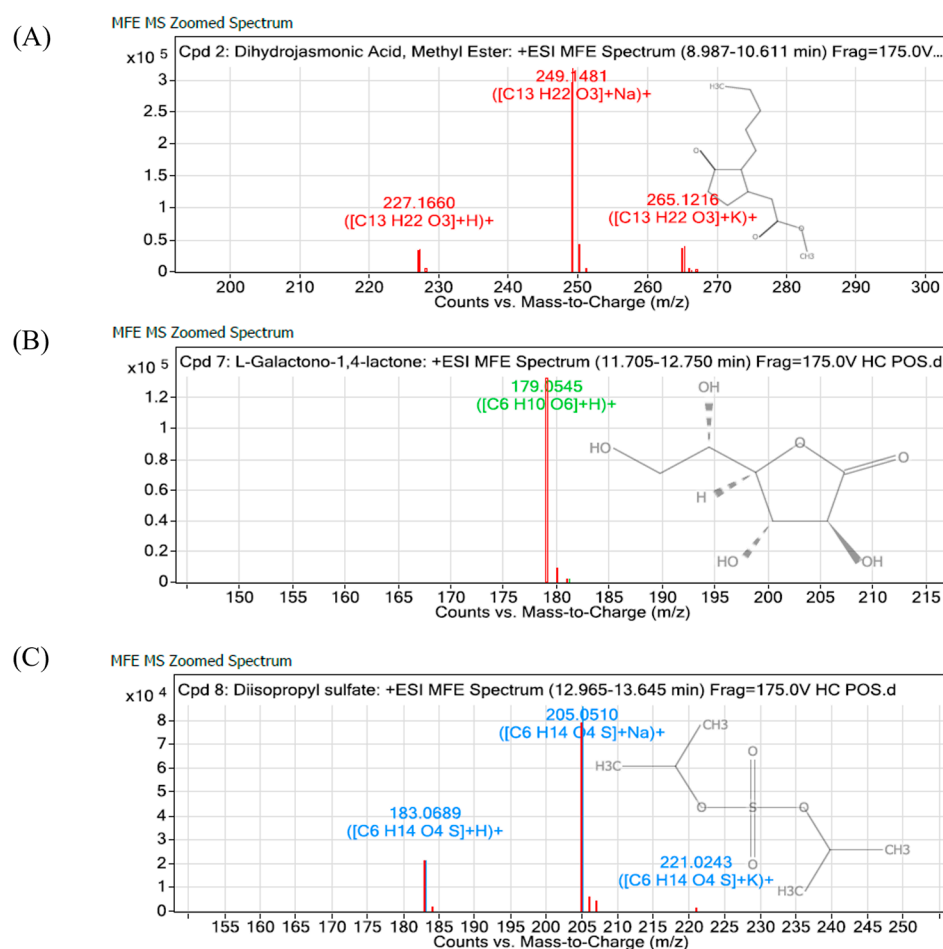 (A)
MFE MS Zoomed Spectrum
x10 5
Cpd 2: Dihydrojasmonic Acid, Methyl Ester: +ESI MFE Spectrum (8.987-10.611 min) Frag=175.0V...
249.1481
([C13 H22 O3]+Na)+
227.1660
([C13 H22 O3]+H)+
265.1216
([C13 H22 O3]+K)+
H3C
O
O
O
CH3
3
2.5
2
1.5
1
0.5
0
200 210 220 230 240 250 260 270 280 290 300
Counts vs. Mass-to-Charge (m/z)
(B)
MFE MS Zoomed Spectrum
x10 5
Cpd 7: L-Galactono-1,4-lactone: +ESI MFE Spectrum (11.705-12.750 min) Frag=175.0V HC POS.d
179.0545
([C6 H10 O6]+H)+
OH
HO
O
O
H
HO
OH
1.2
1
0.8
0.6
0.4
0.2
0
150 155 160 165 170 175 180 185 190 195 200 205 210 215
Counts vs. Mass-to-Charge (m/z)
(C)
MFE MS Zoomed Spectrum
x10 4
Cpd 8: Diisopropyl sulfate: +ESI MFE Spectrum (12.965-13.645 min) Frag=175.0V HC POS.d
205.0510
([C6 H14 O4 S]+Na)+
183.0689
([C6 H14 O4 S]+H)+
221.0243
([C6 H14 O4 S]+K)+
CH3
H3C
O
O S O
O
CH3
H3C
8
7
6
5
4
3
2
1
0
155 160 165 170 175 180 185 190 195 200 205 210 215 220 225 230 235 240 245 250
Counts vs. Mass-to-Charge (m/z)